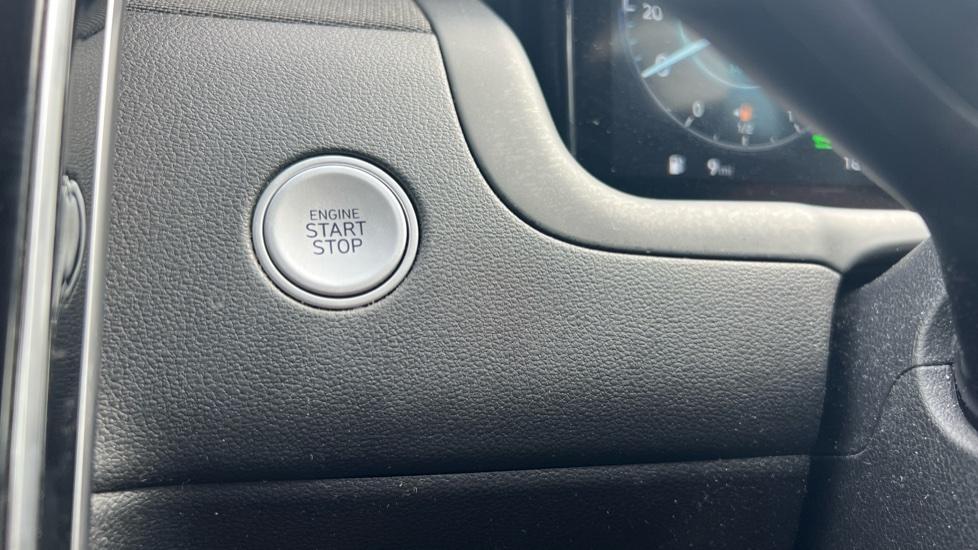 ENGINE
START
STOP
20
0
9mi